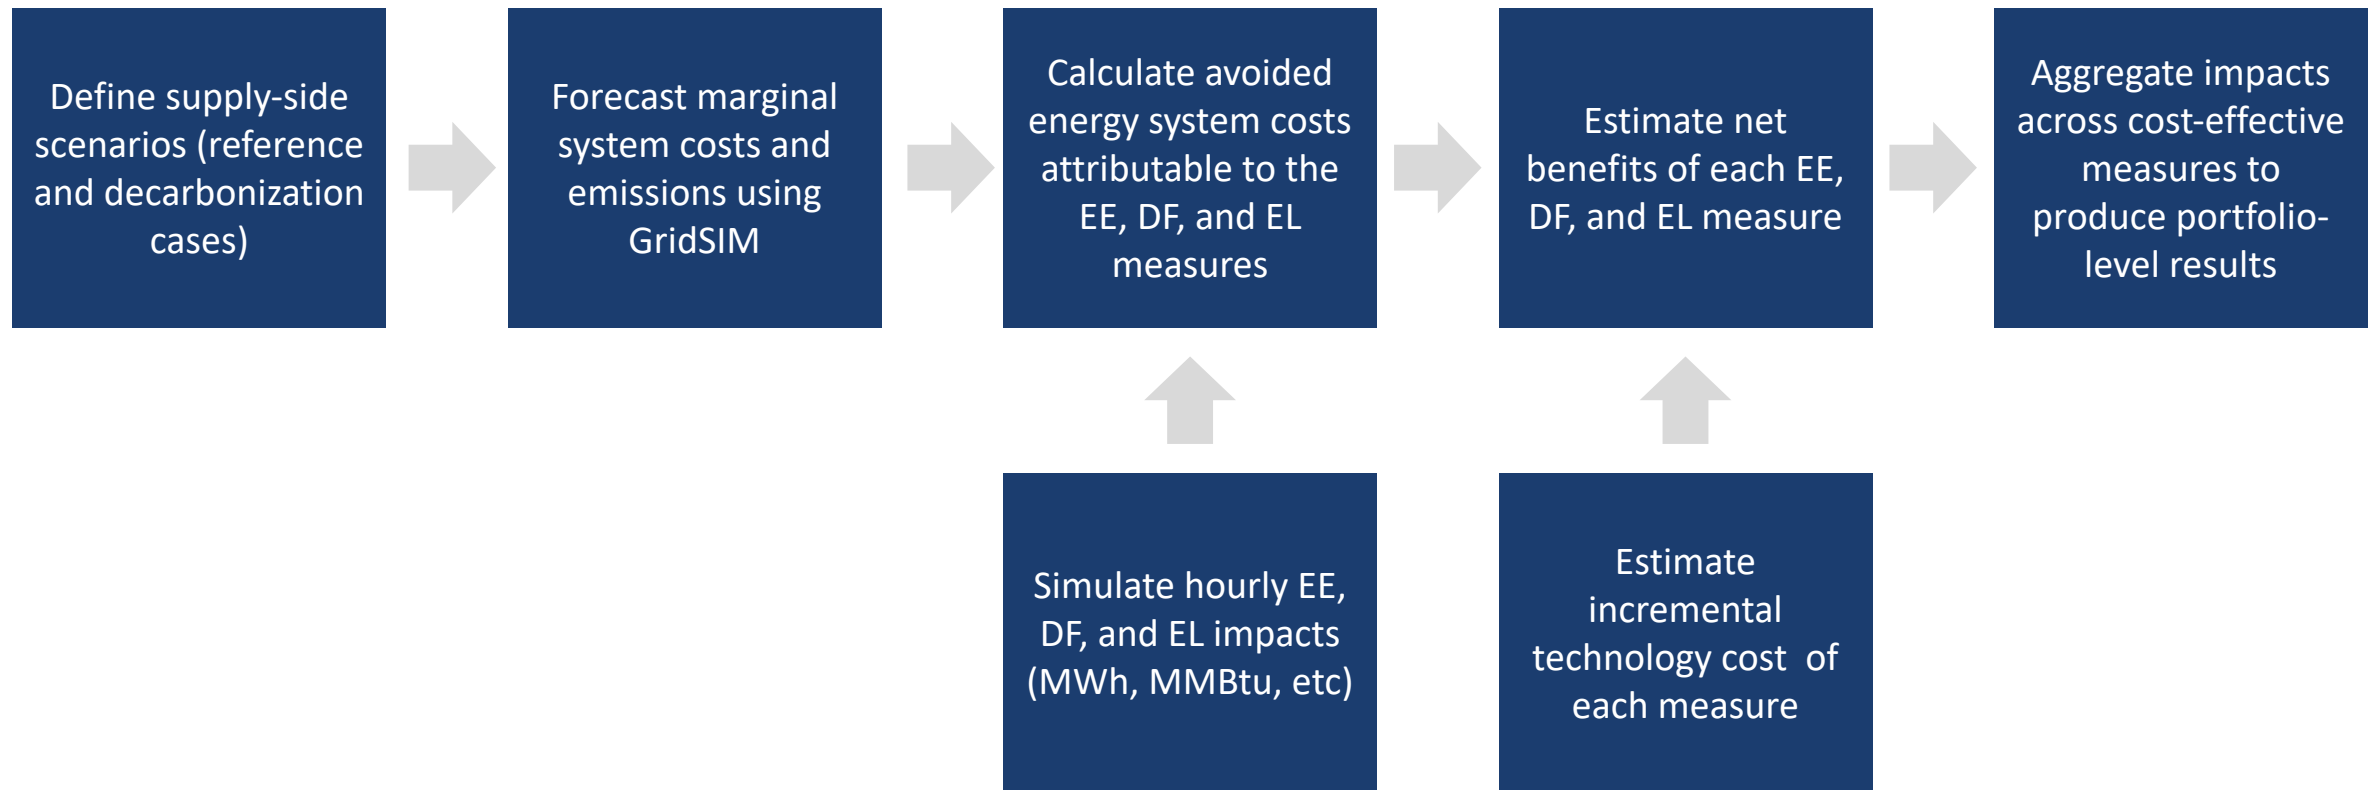 Define supply-side
scenarios (reference
and decarbonization
cases)
Forecast marginal
system costs and
emissions using
GridSIM
Calculate avoided
energy system costs
attributable to the
EE, DF, and EL
measures
Estimate net
benefits of each EE,
DF, and EL measure
Aggregate impacts
across cost-effective
measures to
produce portfolio-
level results
Simulate hourly EE,
DF, and EL impacts
(MWh, MMBtu, etc)
Estimate
incremental
technology cost  of
each measure